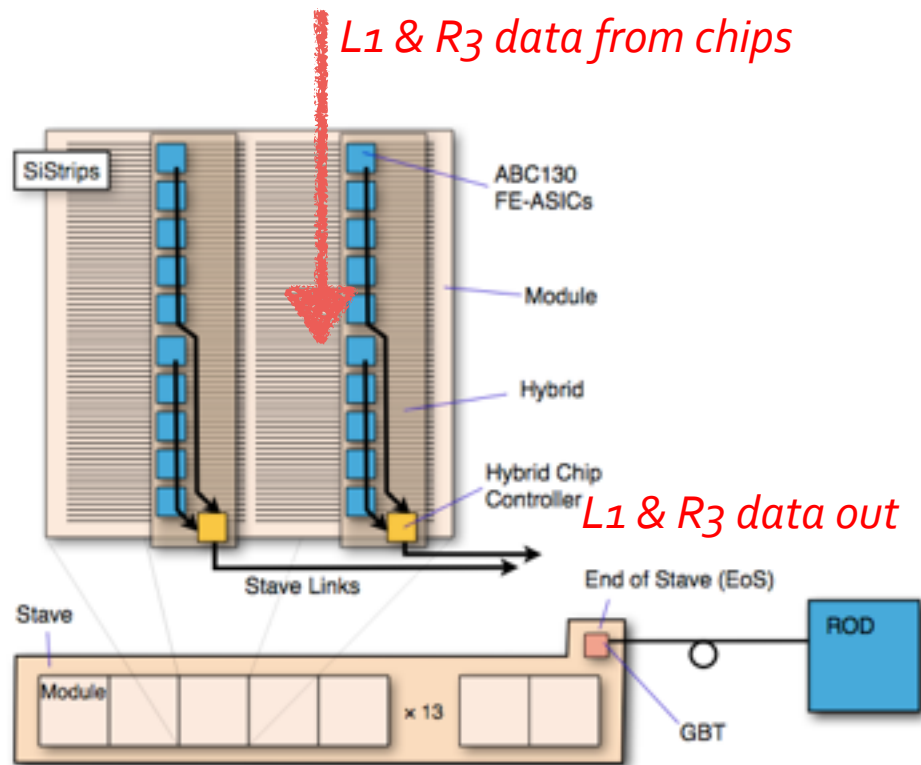 L1 & R3 data from chips
SiStrips
ABC130
FE-ASICs
Module
Hybrid
Hybrid Chip
Controller
L1 & R3 data out
Stave Links
End of Stave (EoS)
Stave
ROD
Module
× 13
GBT